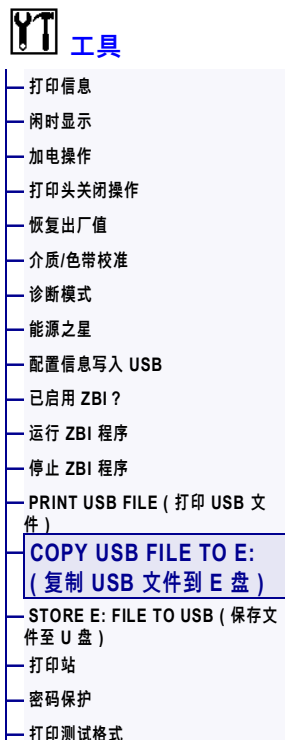 工具
打印信息
闲时显示
加电操作
打印头关闭操作
恢复出厂值
介质/色带校准
诊断模式
能源之星
配置信息写入 USB
已启用 ZBI？
运行 ZBI 程序
停止 ZBI 程序
PRINT USB FILE ( 打印 USB 文
件 )
COPY USB FILE TO E:
( 复制 USB 文件到 E 盘 )
STORE E: FILE TO USB ( 保存文
件至 U 盘 )
打印站
密码保护
打印测试格式